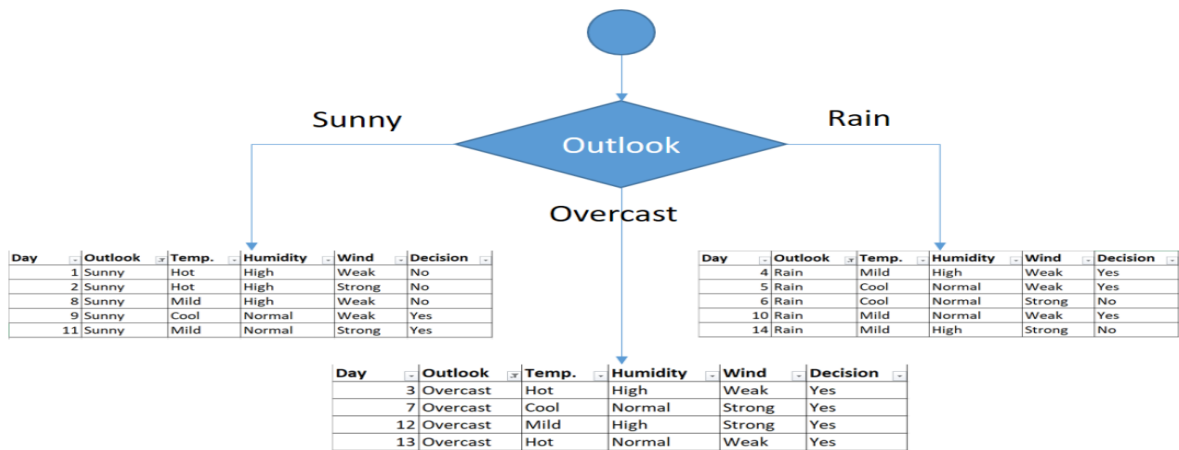 Sunny
Rain
Outlook
Overcast
Day Outlook Temp. Humidity Wind Decision
1 Sunny Hot High Weak No
2 Sunny Hot High Strong No
8 Sunny Mild High Weak No
9 Sunny Cool Normal Weak Yes
11 Sunny Mild Normal Strong Yes
Day Outlook Temp. Humidity Wind Decision
4 Rain Mild High Weak Yes
5 Rain Cool Normal Weak Yes
6 Rain Cool Normal Strong No
10 Rain Mild Normal Weak Yes
14 Rain Mild High Strong No
Day Outlook Temp. Humidity Wind Decision
3 Overcast Hot High Weak Yes
7 Overcast Cool Normal Strong Yes
12 Overcast Mild High Strong Yes
13 Overcast Hot Normal Weak Yes